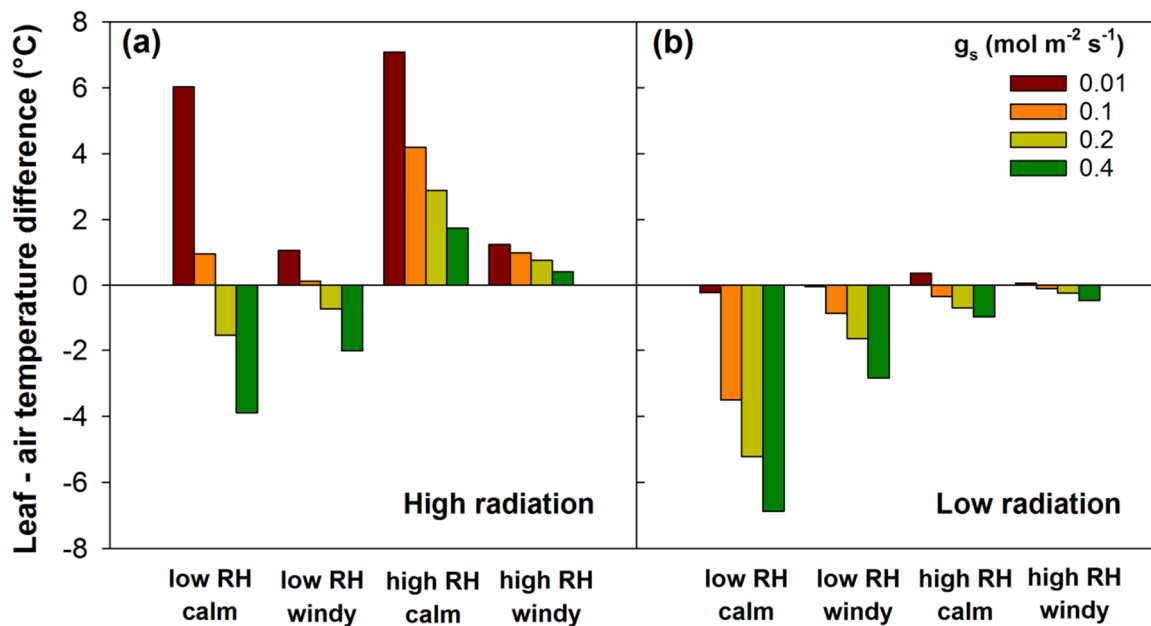 Leaf - air temperature difference (°C)
8
6
4
2
0
-2
-4
-6
-8
(a)
High radiation
low RH
calm
low RH
windy
high RH
calm
high RH
windy
(b)
gₛ (mol m⁻² s⁻¹)
0.01
0.1
0.2
0.4
Low radiation
low RH
calm
low RH
windy
high RH
calm
high RH
windy